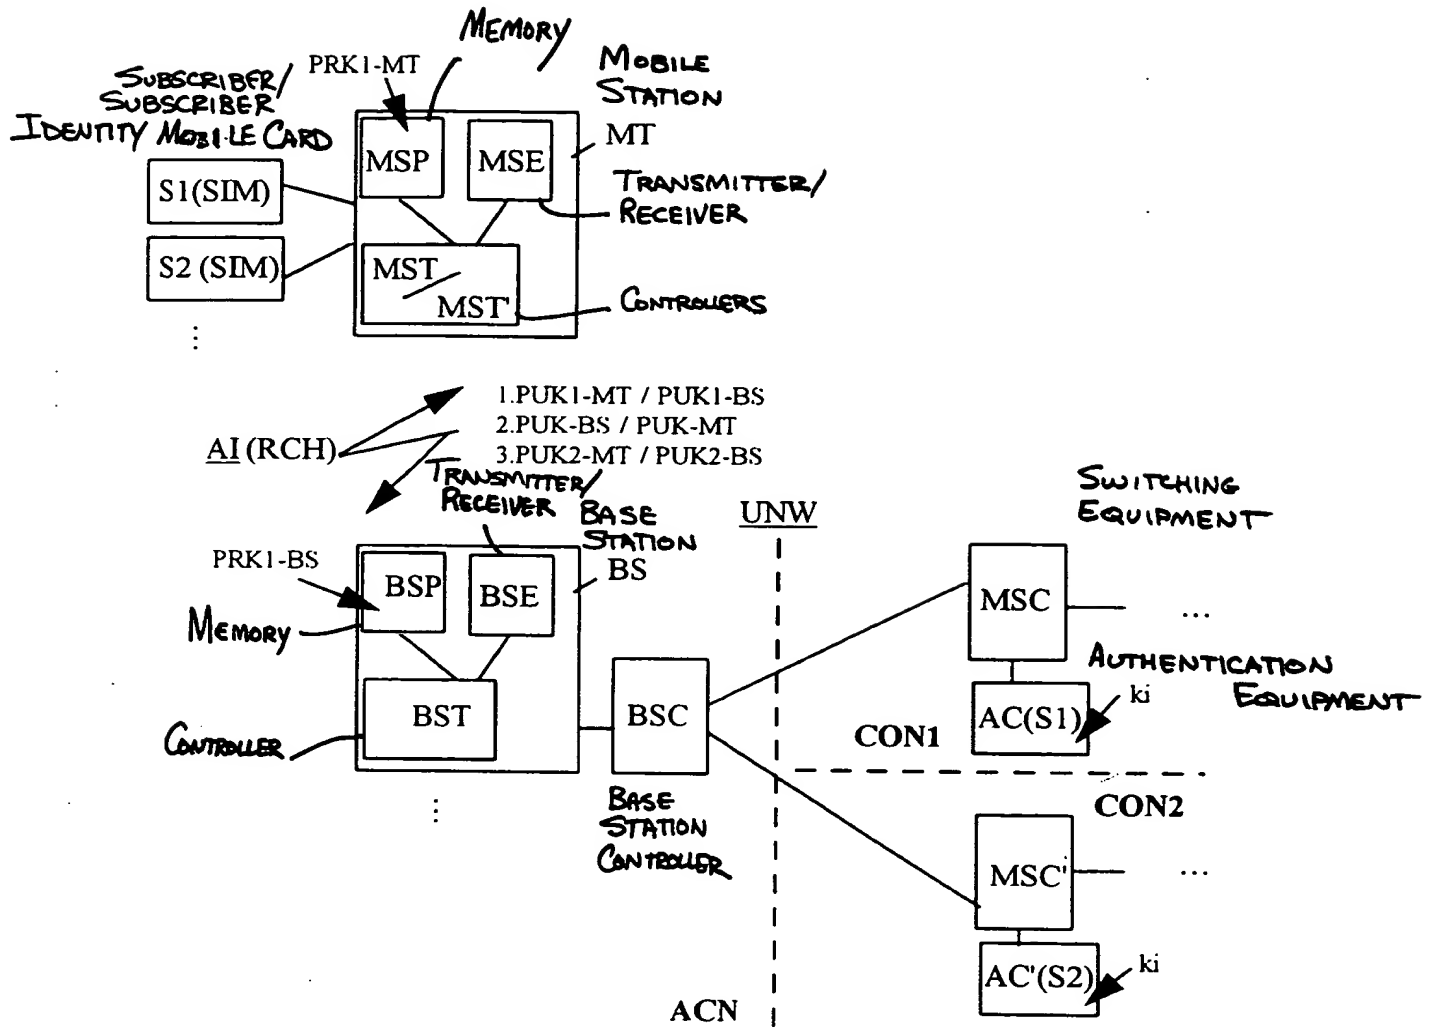 MEMORY
PRK1-MT
MOBILE
STATION
SUBSCRIBER/
SUBSCRIBER
IDENTITY MOBILE CARD
MT
MSP
MSE
S1(SIM)
TRANSMITTER/
RECEIVER
S2 (SIM)
MST
MST'
CONTROLLERS
⋮
1.PUK1-MT / PUK1-BS
2.PUK-BS / PUK-MT
3.PUK2-MT / PUK2-BS
AI (RCH)
TRANSMITTER/
RECEIVER
BASE
STATION
UNW
SWITCHING
EQUIPMENT
PRK1-BS
BSP
BSE
BS
MSC
...
MEMORY
AUTHENTICATION
EQUIPMENT
ki
BST
BSC
AC(S1)
CONTROLLER
CON1
⋮
BASE
STATION
CONTROLLER
CON2
MSC'
...
AC'(S2)
ki
ACN